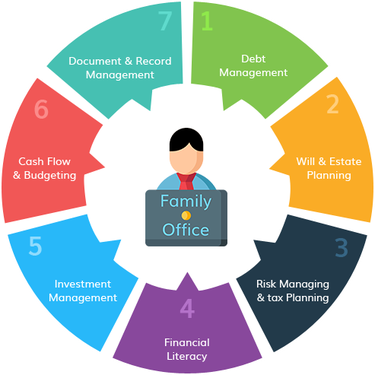 1
Debt
Management
2
Will & Estate
Planning
3
Risk Managing
& tax Planning
4
Financial
Literacy
5
Investment
Management
6
Cash Flow
& Budgeting
7
Document & Record
Management
Family
Office